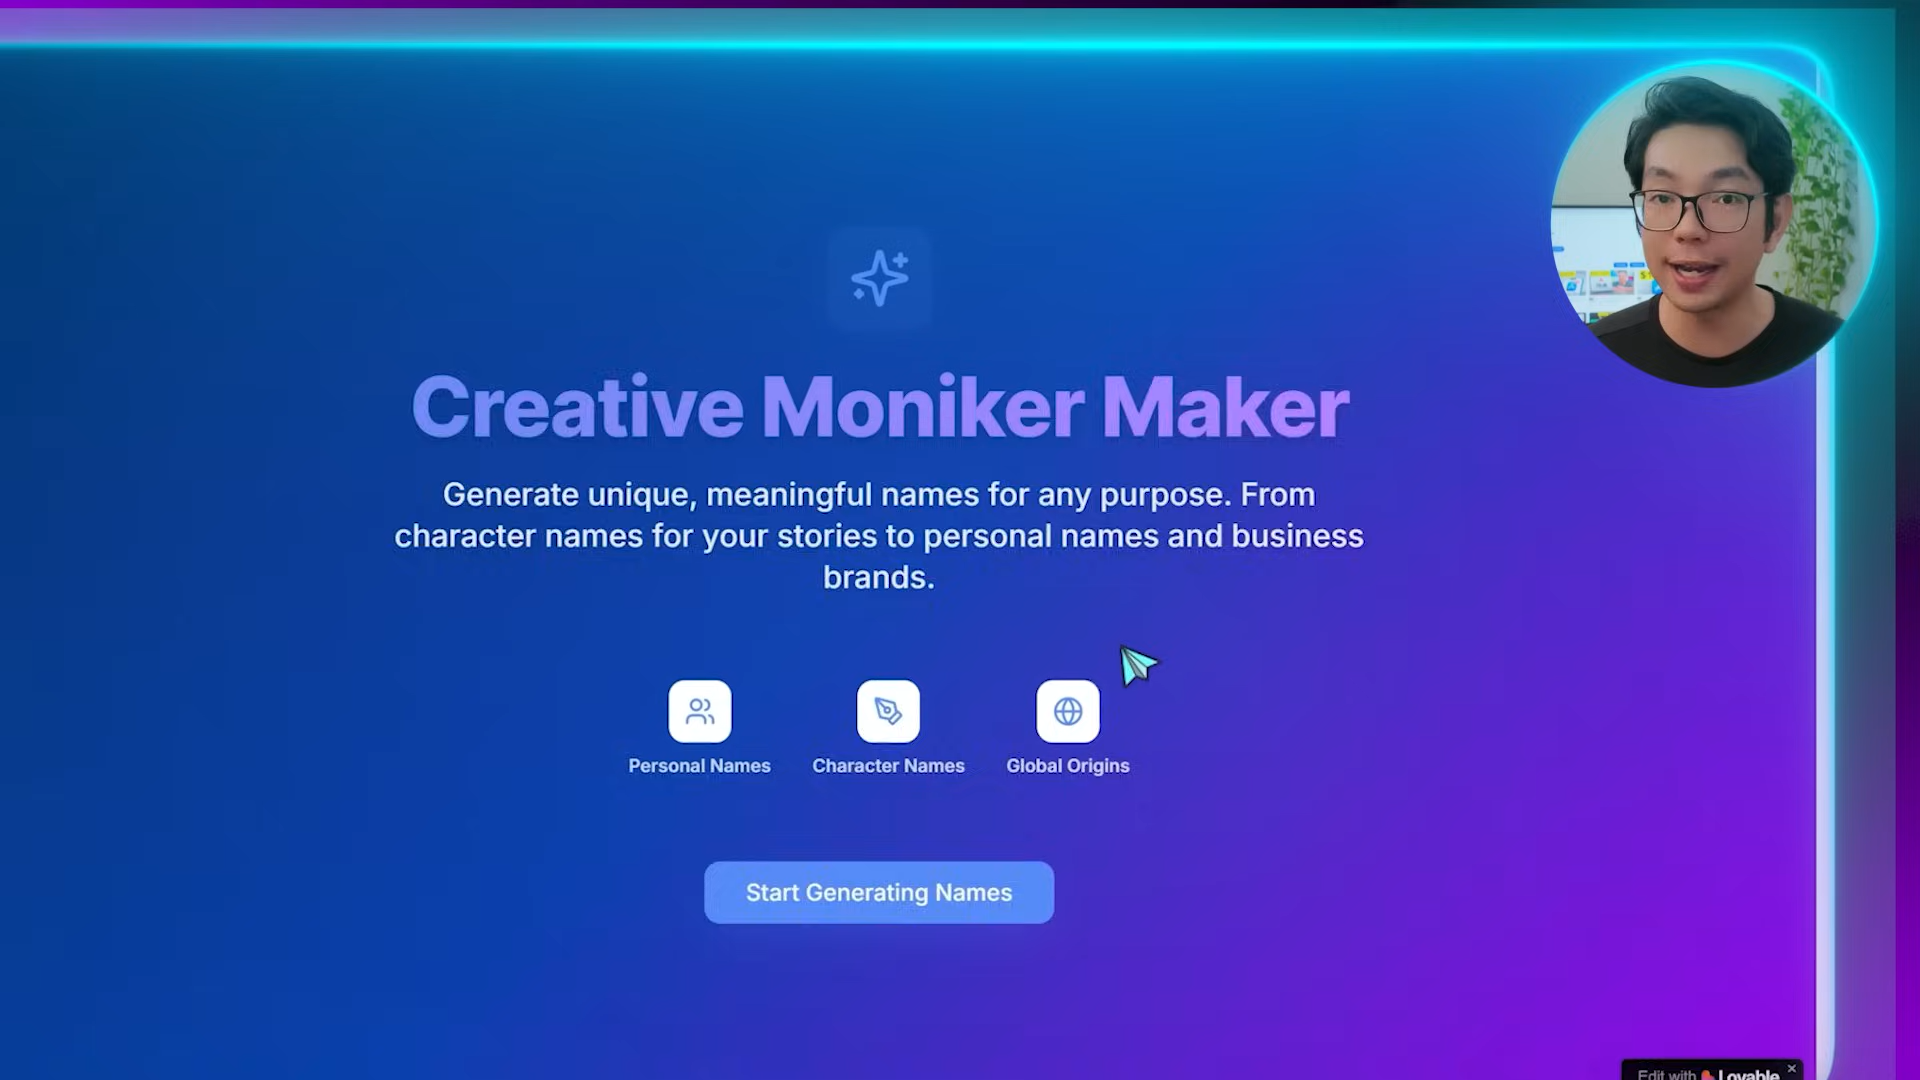 Creative Moniker Maker
Generate unique, meaningful names for any purpose. From
character names for your stories to personal names and business
brands.
Personal Names
Character Names
Global Origins
Start Generating Names
Edit with Lovable